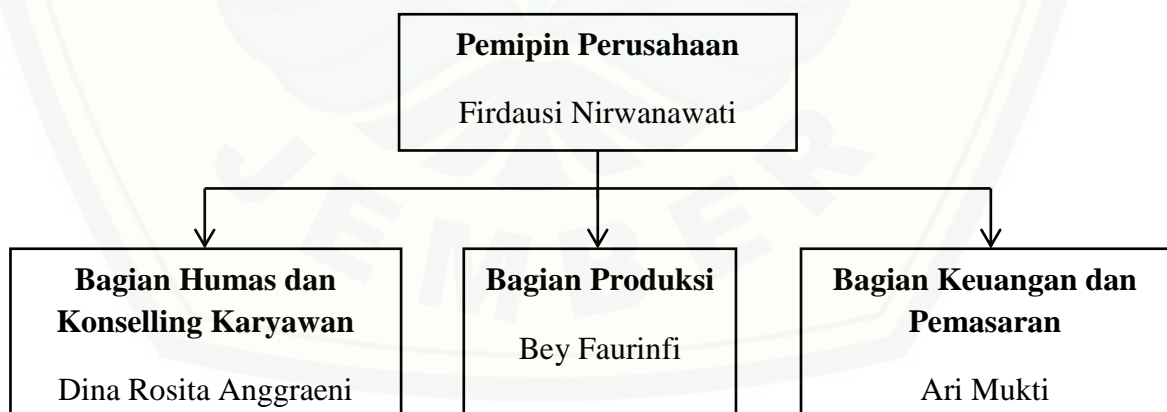 Pemipin Perusahaan
Firdausi Nirwanawati
Bagian Humas dan
Konselling Karyawan
Dina Rosita Anggraeni
Bagian Produksi
Bey Faurinfi
Bagian Keuangan dan
Pemasaran
Ari Mukti
JEMBER